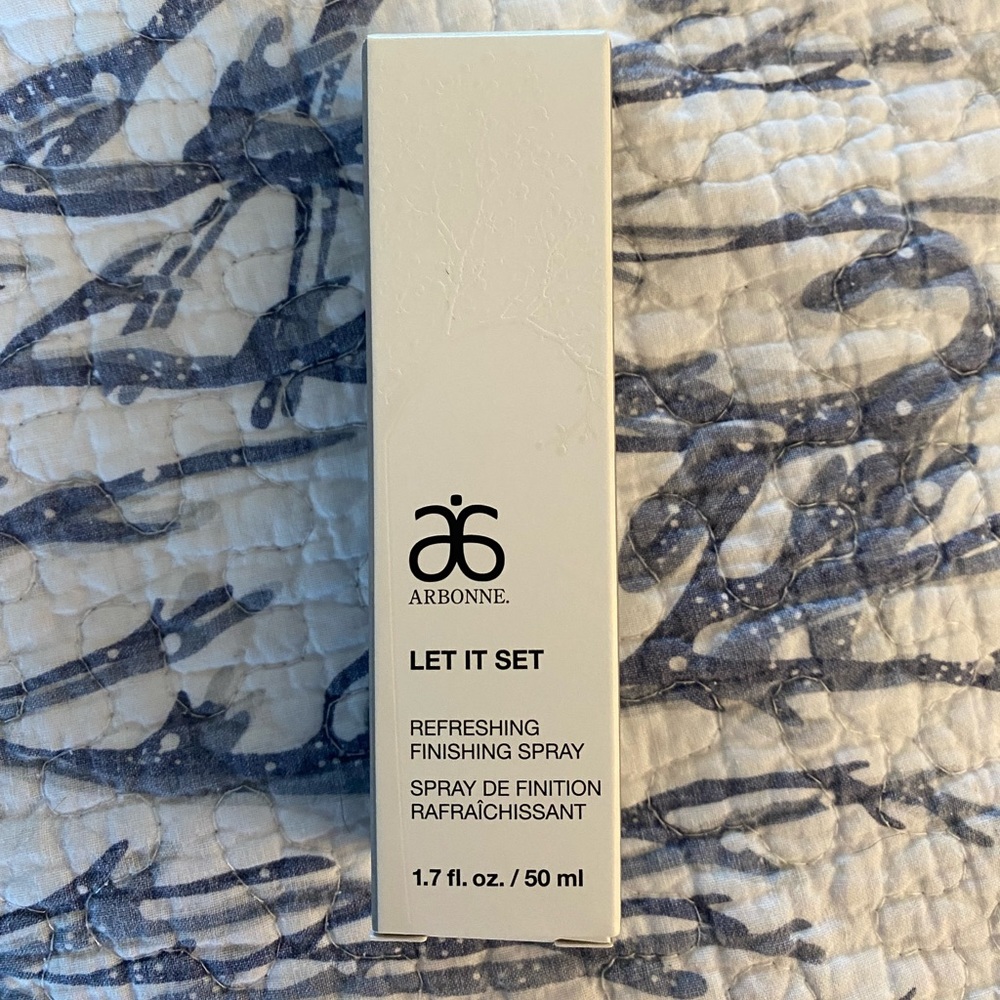 ARBONNE.
LET IT SET
REFRESHING
FINISHING SPRAY
SPRAY DE FINITION
RAFRAÎCHISSANT
1.7 fl. oz. / 50 ml